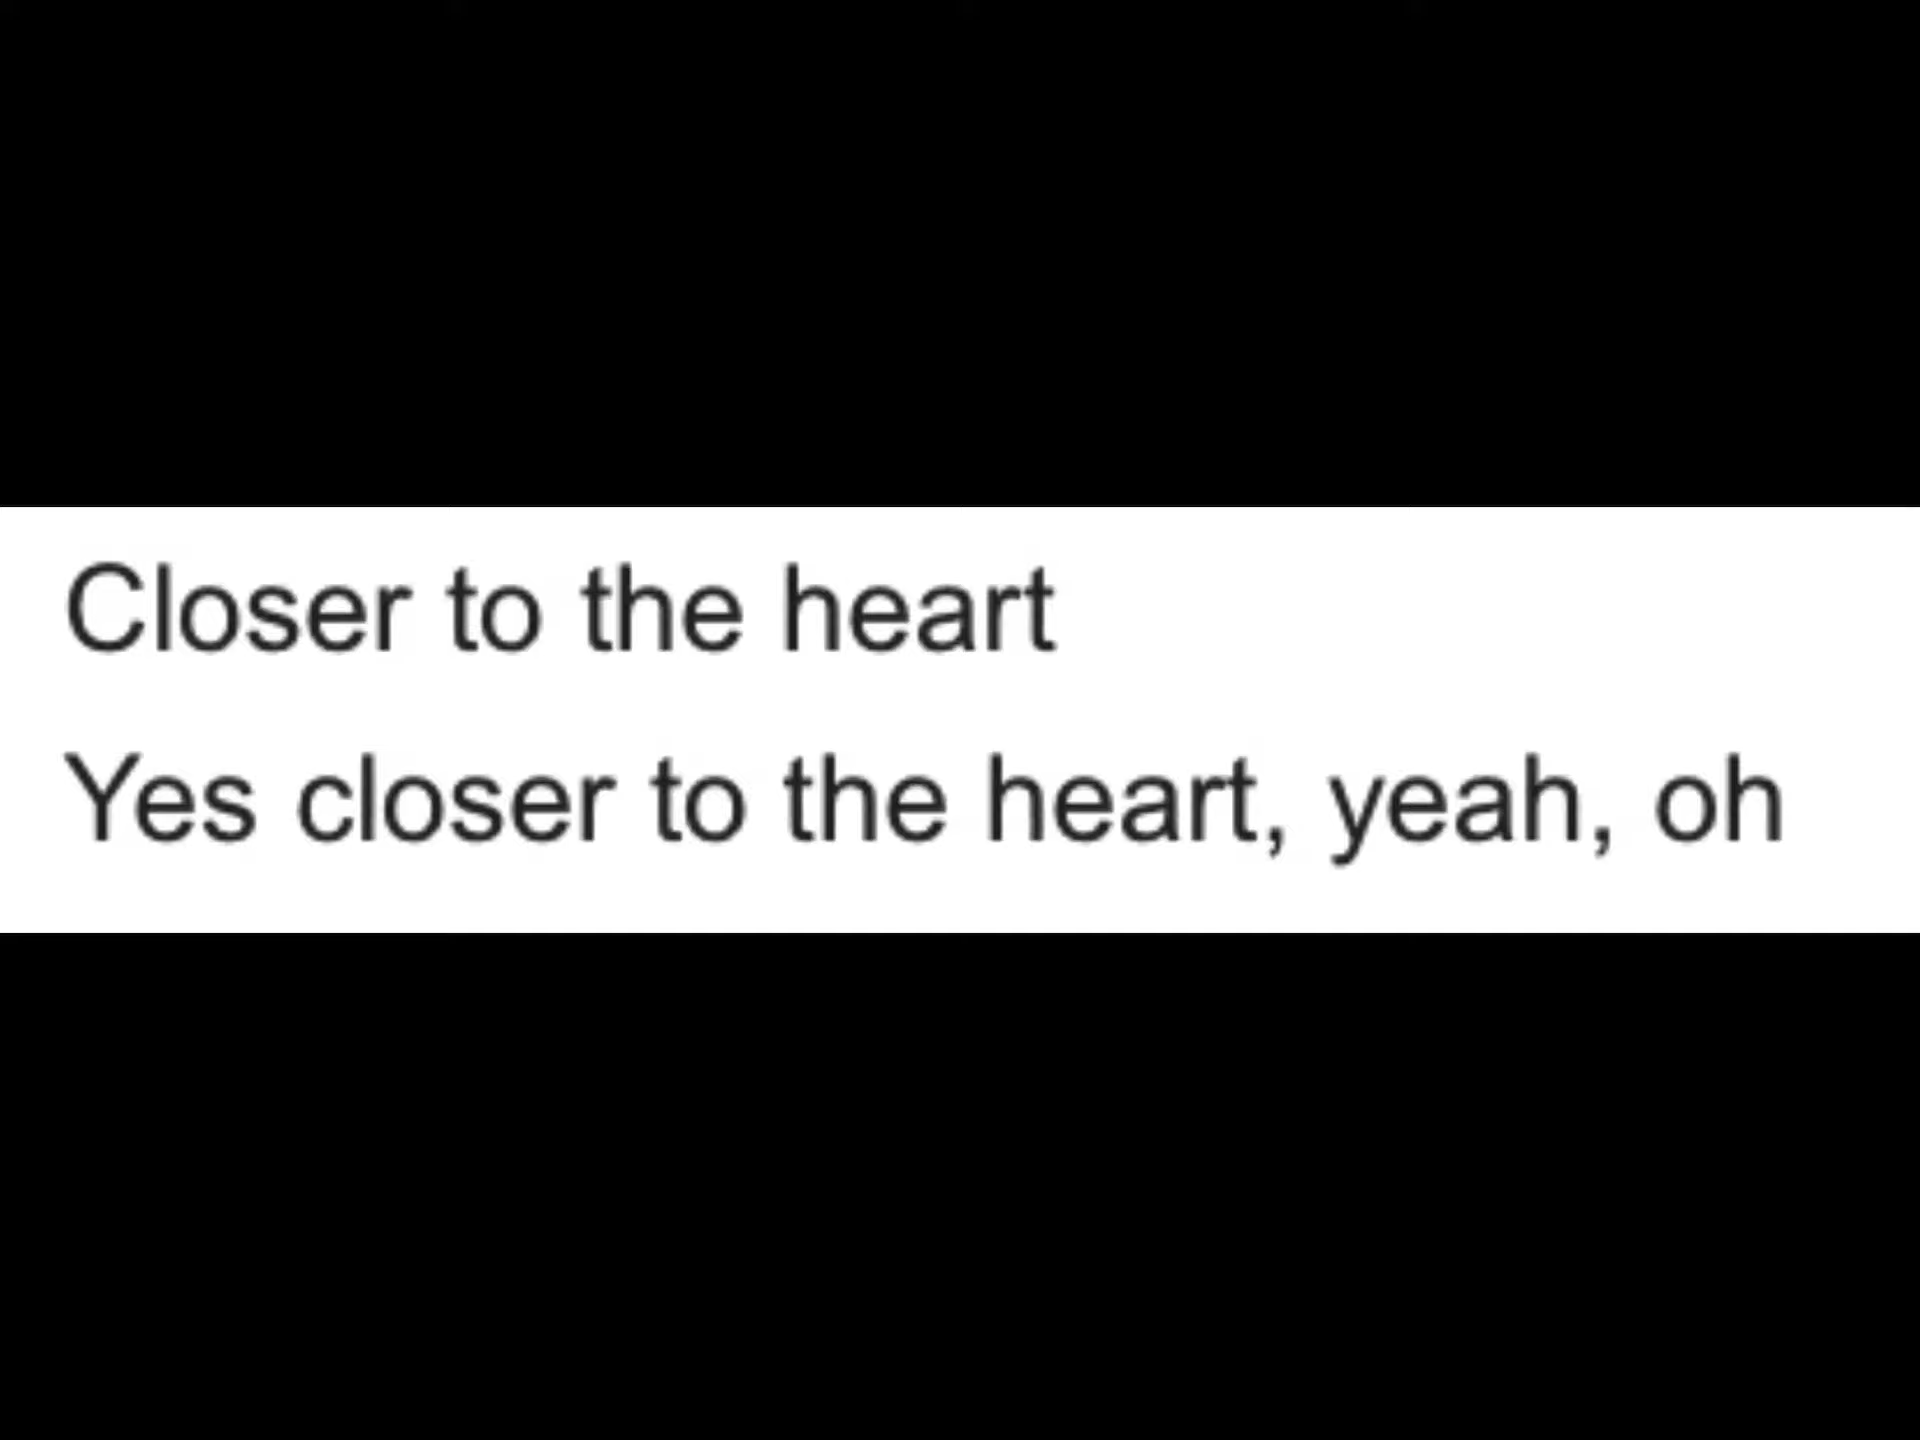 Closer to the heart
Yes closer to the heart, yeah, oh